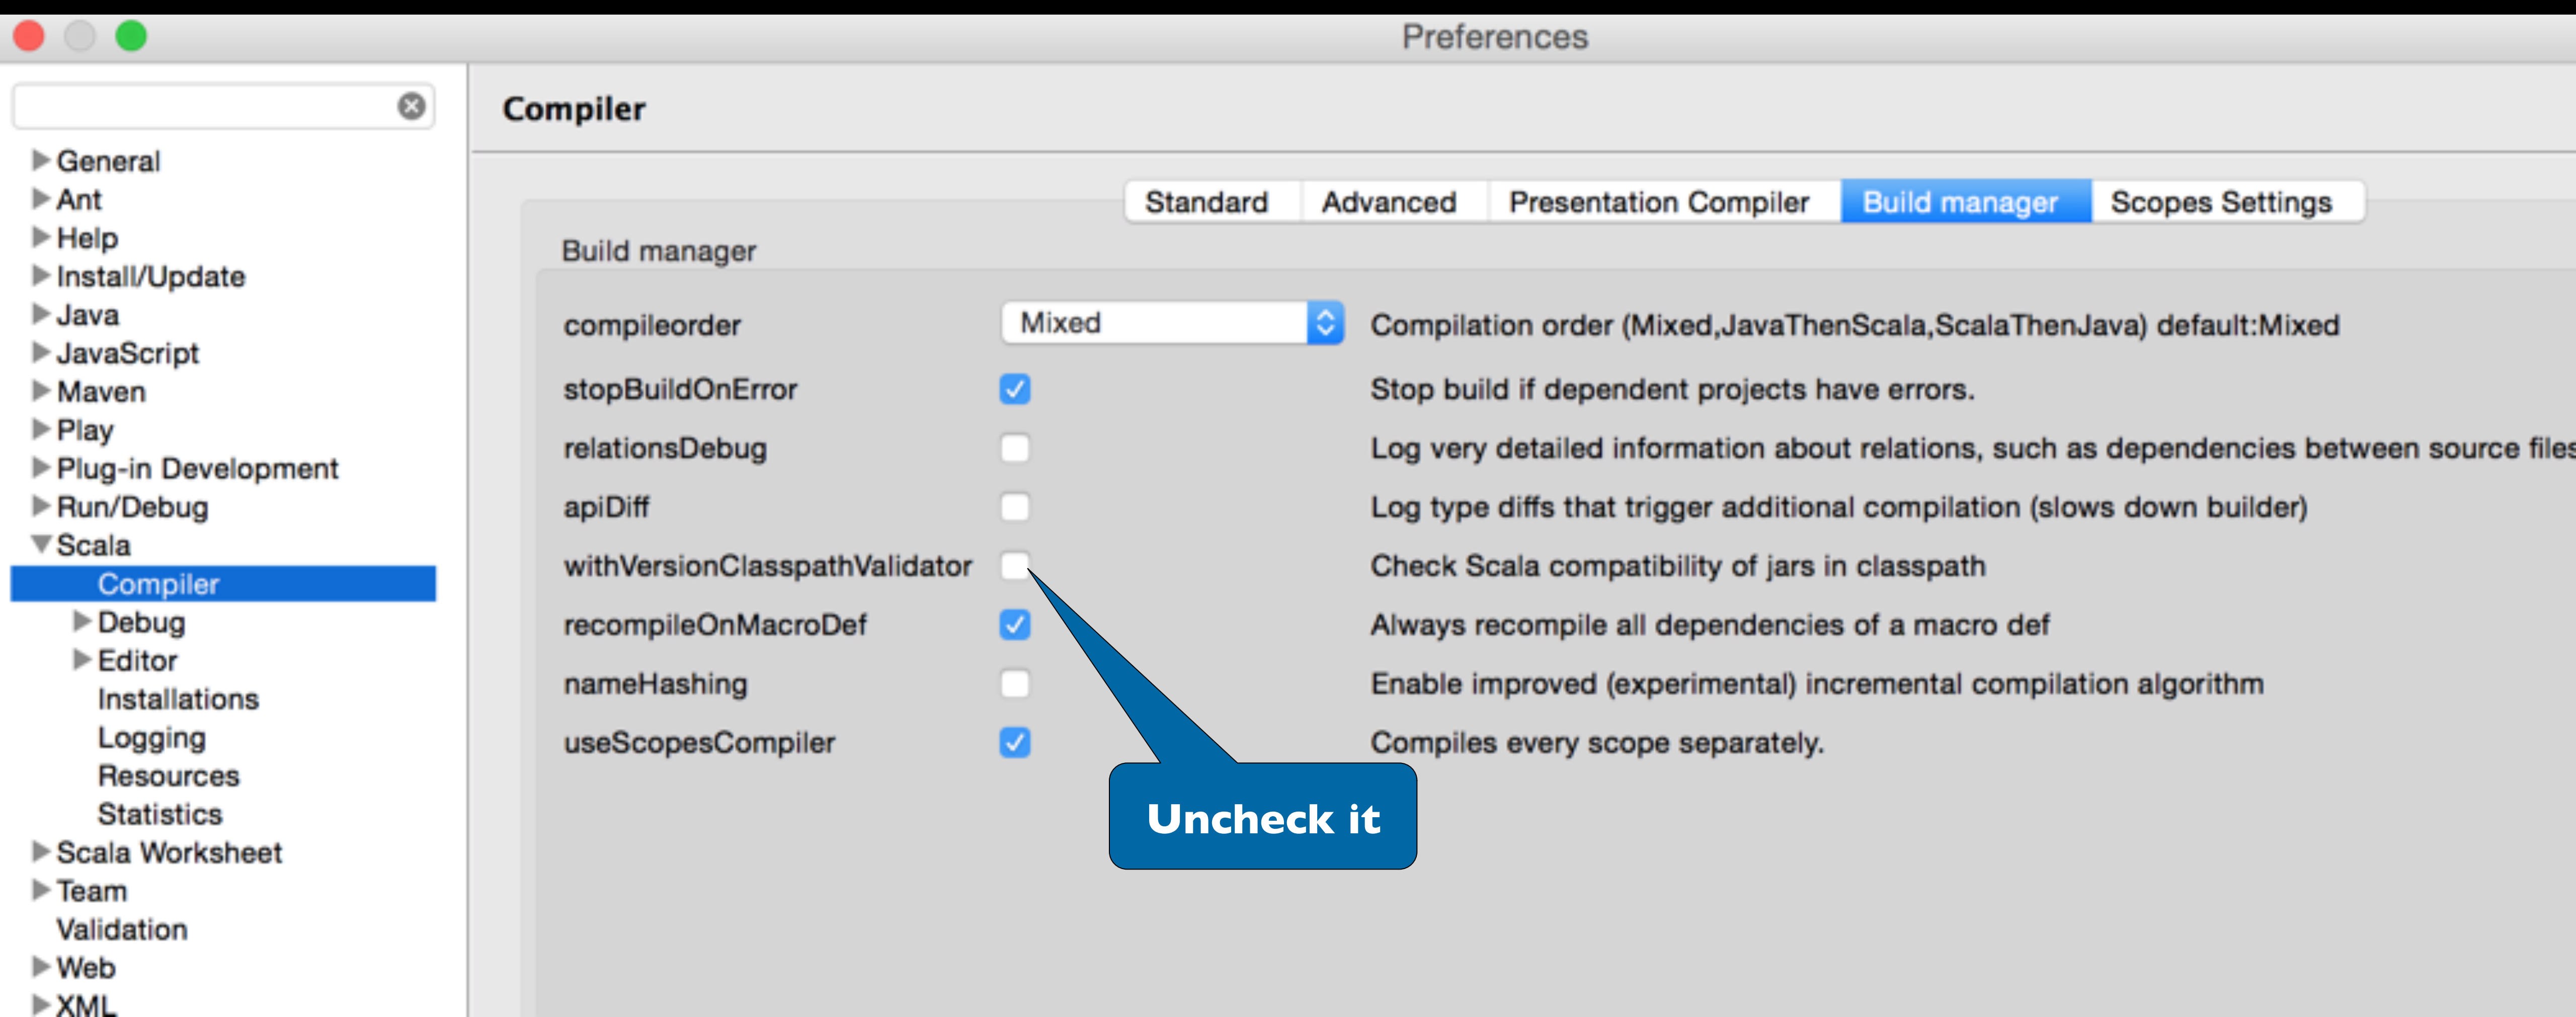 Preferences
Compiler
General
Ant
Help
Install/Update
Java
JavaScript
Maven
Play
Plug-in Development
Run/Debug
Scala
Compiler
Debug
Editor
Installations
Logging
Resources
Statistics
Scala Worksheet
Team
Validation
Web
XML
Standard Advanced Presentation Compiler Build manager Scopes Settings
Build manager
compileorder Mixed Compilation order (Mixed,JavaThenScala,ScalaThenJava) default:Mixed
stopBuildOnError Stop build if dependent projects have errors.
relationsDebug Log very detailed information about relations, such as dependencies between source files
apiDiff Log type diffs that trigger additional compilation (slows down builder)
withVersionClasspathValidator Check Scala compatibility of jars in classpath
recompileOnMacroDef Always recompile all dependencies of a macro def
nameHashing Enable improved (experimental) incremental compilation algorithm
useScopesCompiler Compiles every scope separately.
Uncheck it